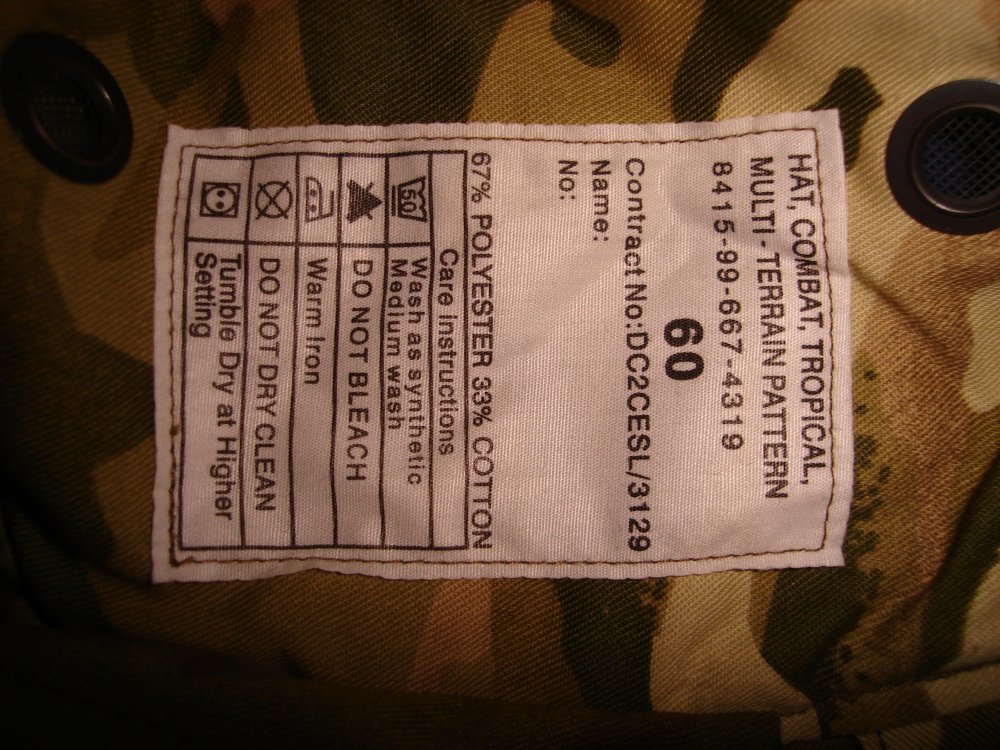 HAT, COMBAT, TROPICAL,
MULTI-TERRAIN PATTERN
8415-99-667-4319
60
Contract No:DC2CESL/3129
Name:
No:
67% POLYESTER 33% COTTON
Care instructions
50
Wash as synthetic
Medium wash
DO NOT BLEACH
Warm Iron
DO NOT DRY CLEAN
Tumble Dry at Higher
Setting